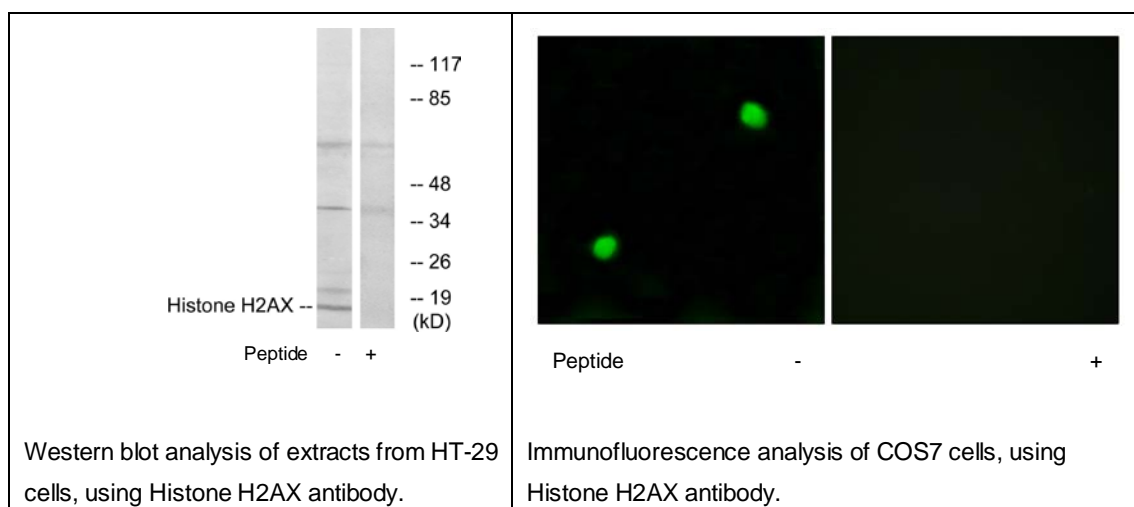 -- 117
-- 85
-- 48
-- 34
-- 26
Histone H2AX --
-- 19
(kD)
Peptide - +
Western blot analysis of extracts from HT-29
cells, using Histone H2AX antibody.
Peptide - +
Immunofluorescence analysis of COS7 cells, using
Histone H2AX antibody.